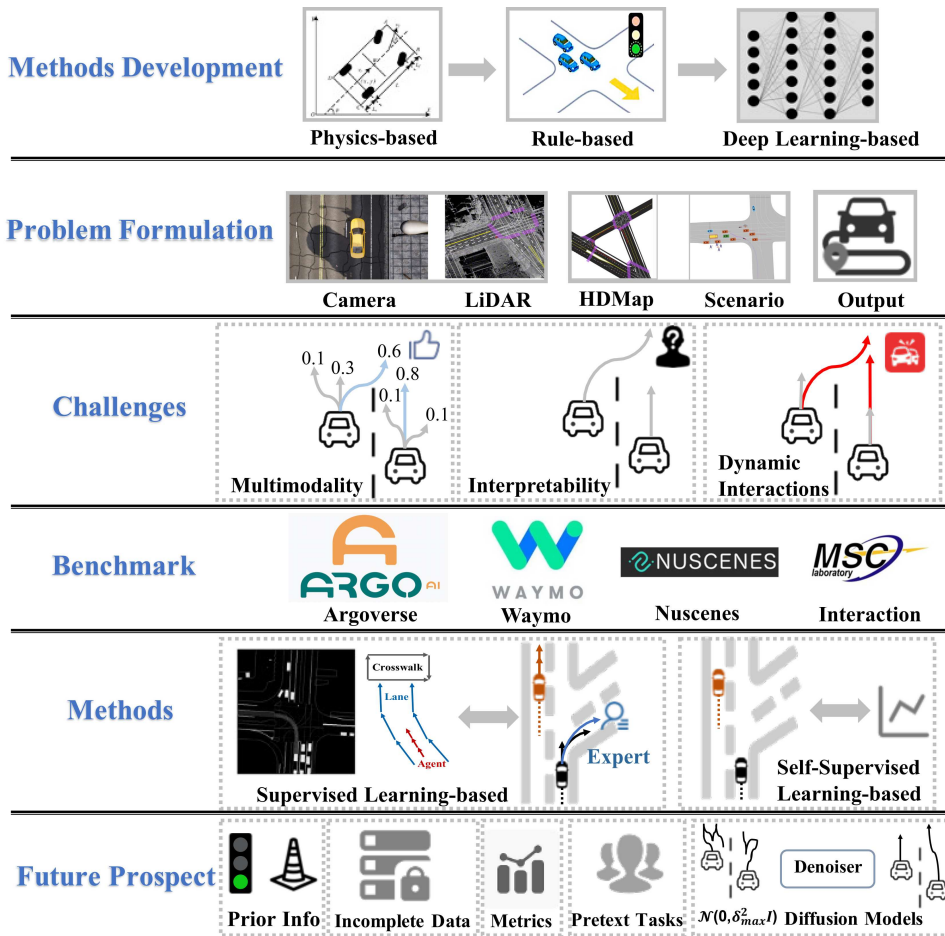 Methods Development
Physics-based
Rule-based
Deep Learning-based
Problem Formulation
Camera
LiDAR
HDMap
Scenario
Output
Challenges
0.1
0.3
0.6
0.8
0.1
0.1
Multimodality
?
Interpretability
Dynamic
Interactions
Benchmark
ARGO AI
Argoverse
WAYMO
Waymo
NUSCENES
Nuscenes
MSC
laboratory
Interaction
Methods
Crosswalk
Lane
Agent
Expert
Supervised Learning-based
Self-Supervised
Learning-based
Future Prospect
Prior Info
Incomplete Data
Metrics
Pretext Tasks
Denoiser
𝒩(0,δ²ₘₐₓI) Diffusion Models